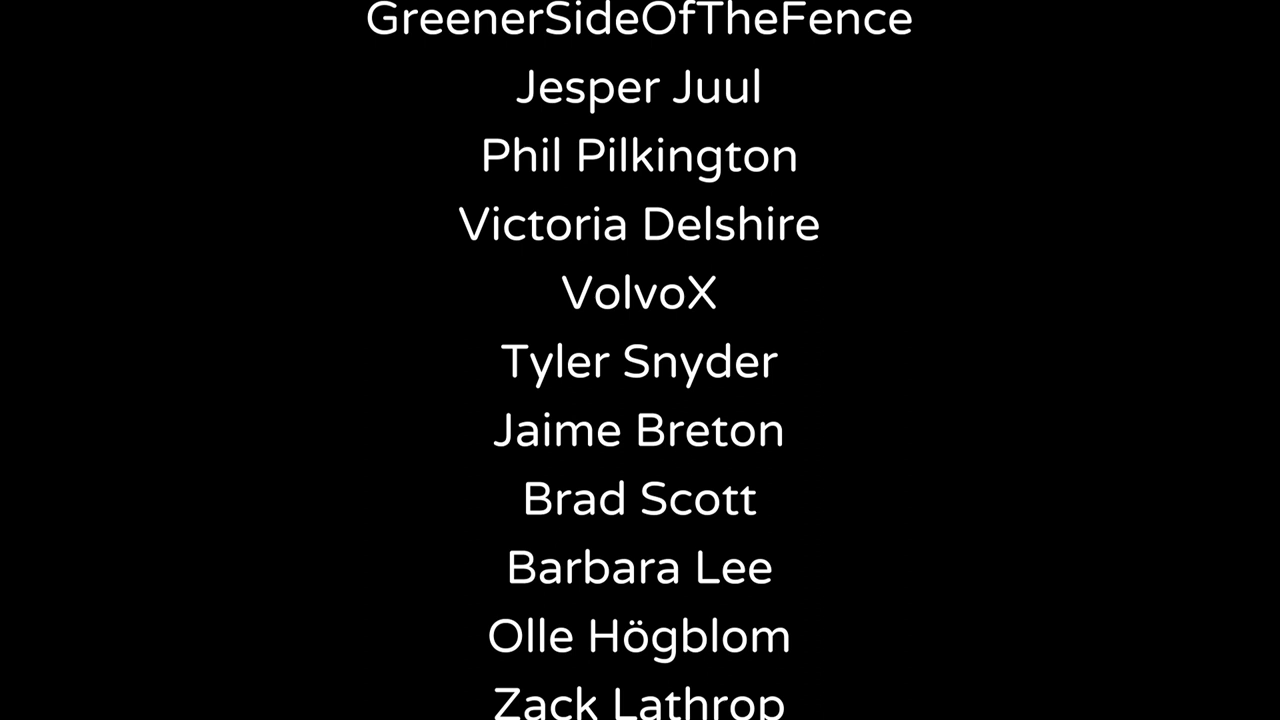 GreenerSideOfTheFence
Jesper Juul
Phil Pilkington
Victoria Delshire
VolvoX
Tyler Snyder
Jaime Breton
Brad Scott
Barbara Lee
Olle Högblom
Zack Lathrop